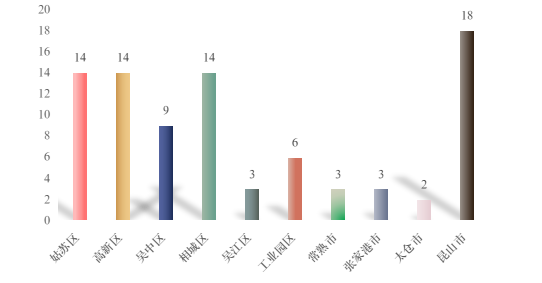 20
18
16
14
12
10
8
6
4
2
0
14
14
9
14
3
6
3
3
2
18
姑苏区
高新区
吴中区
相城区
吴江区
工业园区
常熟市
张家港市
太仓市
昆山市